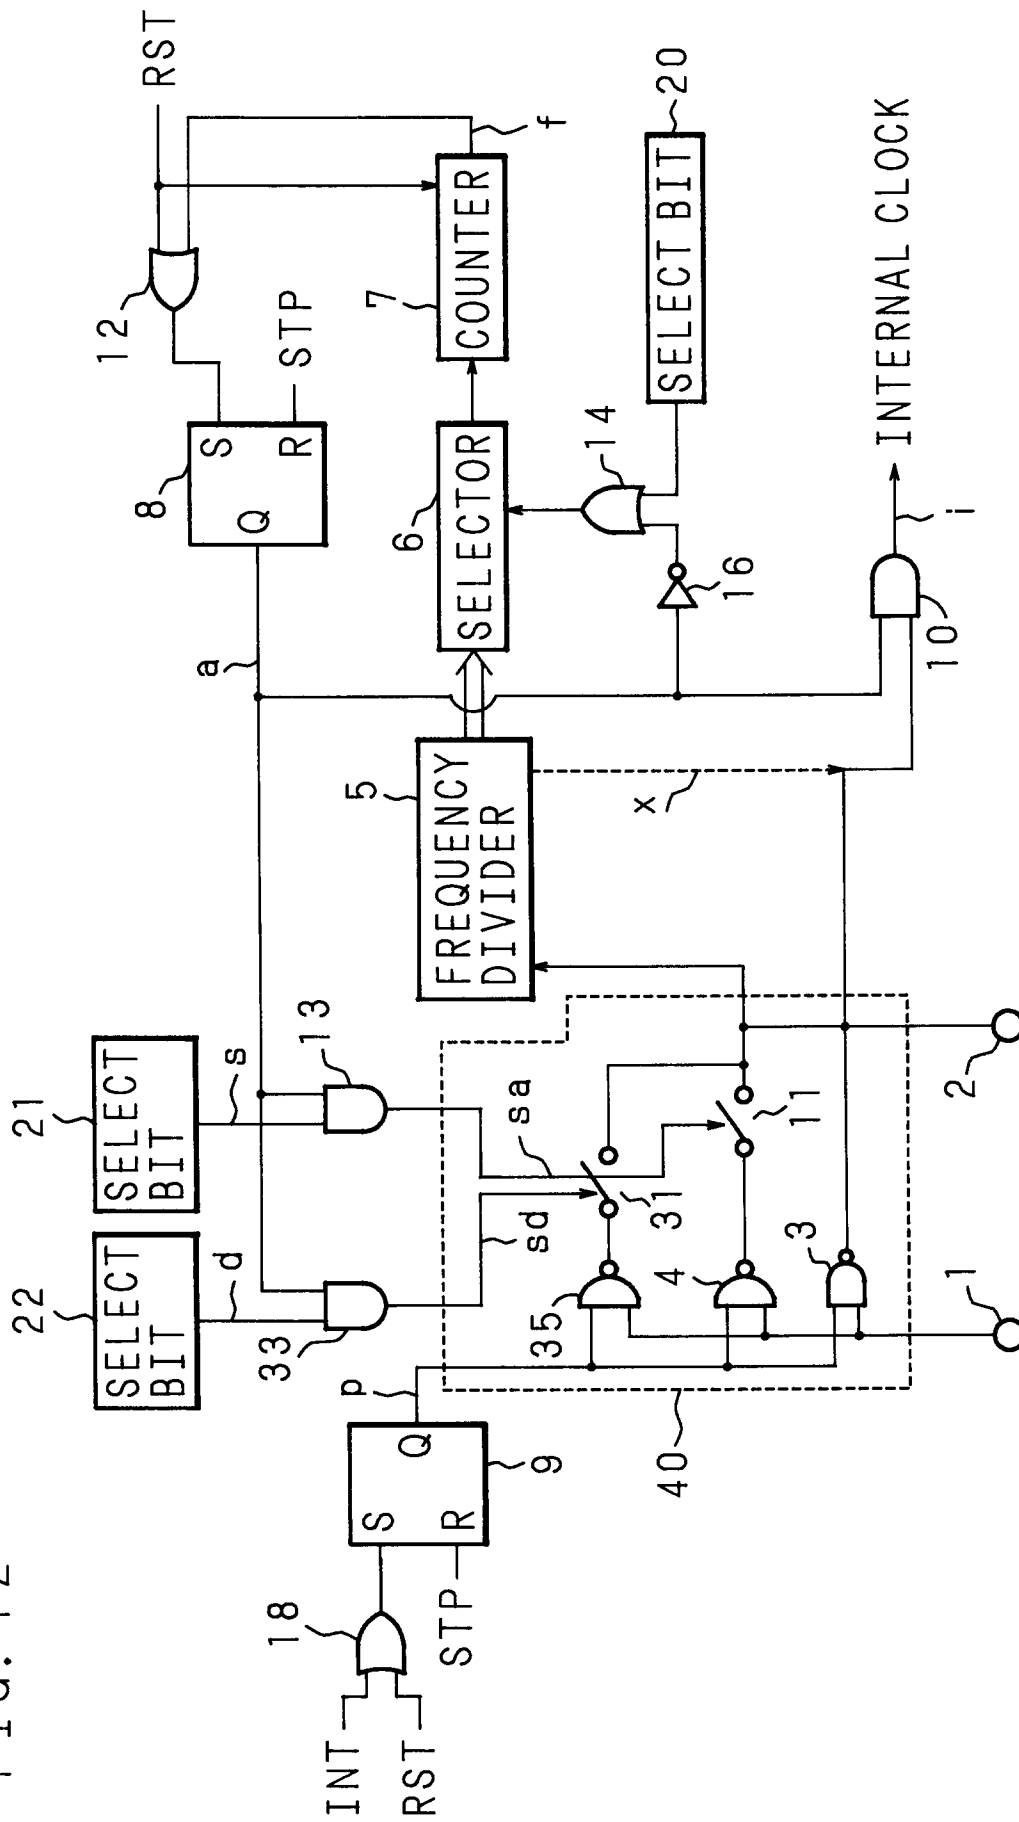 Fig. 12
INT
RST
18
STP
S
R
Q
9
p
22
SELECT
BIT
d
33
21
SELECT
BIT
s
13
sd
sa
40
35
4
3
31
11
1
2
5
FREQUENCY
DIVIDER
x
a
8
Q
S
R
STP
12
RST
6
SELECTOR
7
COUNTER
f
14
16
SELECT BIT
20
10
i
INTERNAL CLOCK